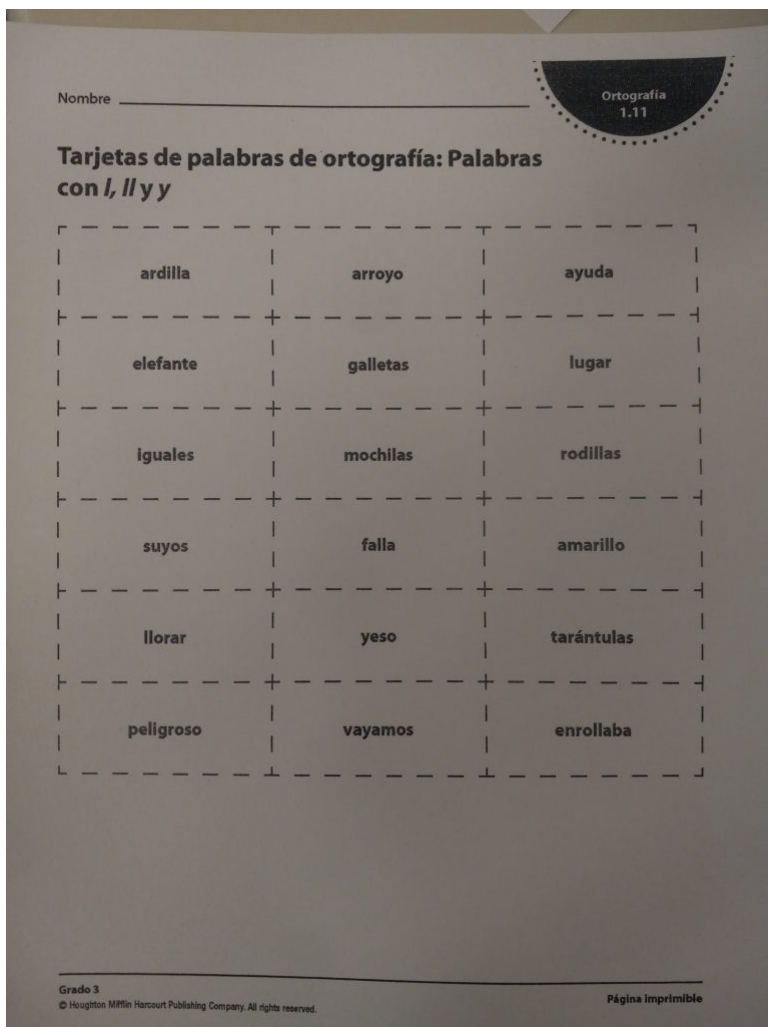 Nombre
Ortografía
1.11
Tarjetas de palabras de ortografía: Palabras
con l, ll y y
ardilla arroyo ayuda
elefante galletas lugar
iguales mochilas rodillas
suyos falla amarillo
llorar yeso tarántulas
peligroso vayamos enrollaba
Grado 3
© Houghton Mifflin Harcourt Publishing Company. All rights reserved.
Página imprimible